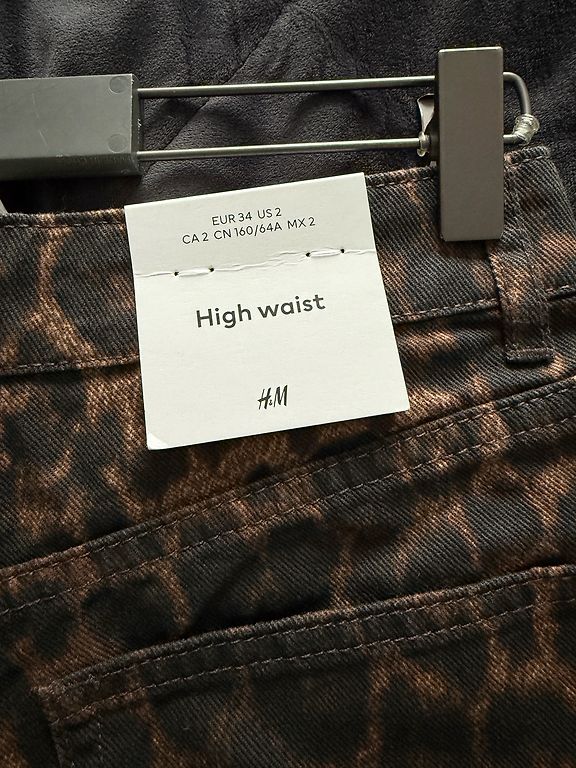 EUR 34 US 2
CA 2 CN 160/64A MX 2
High waist
H&M